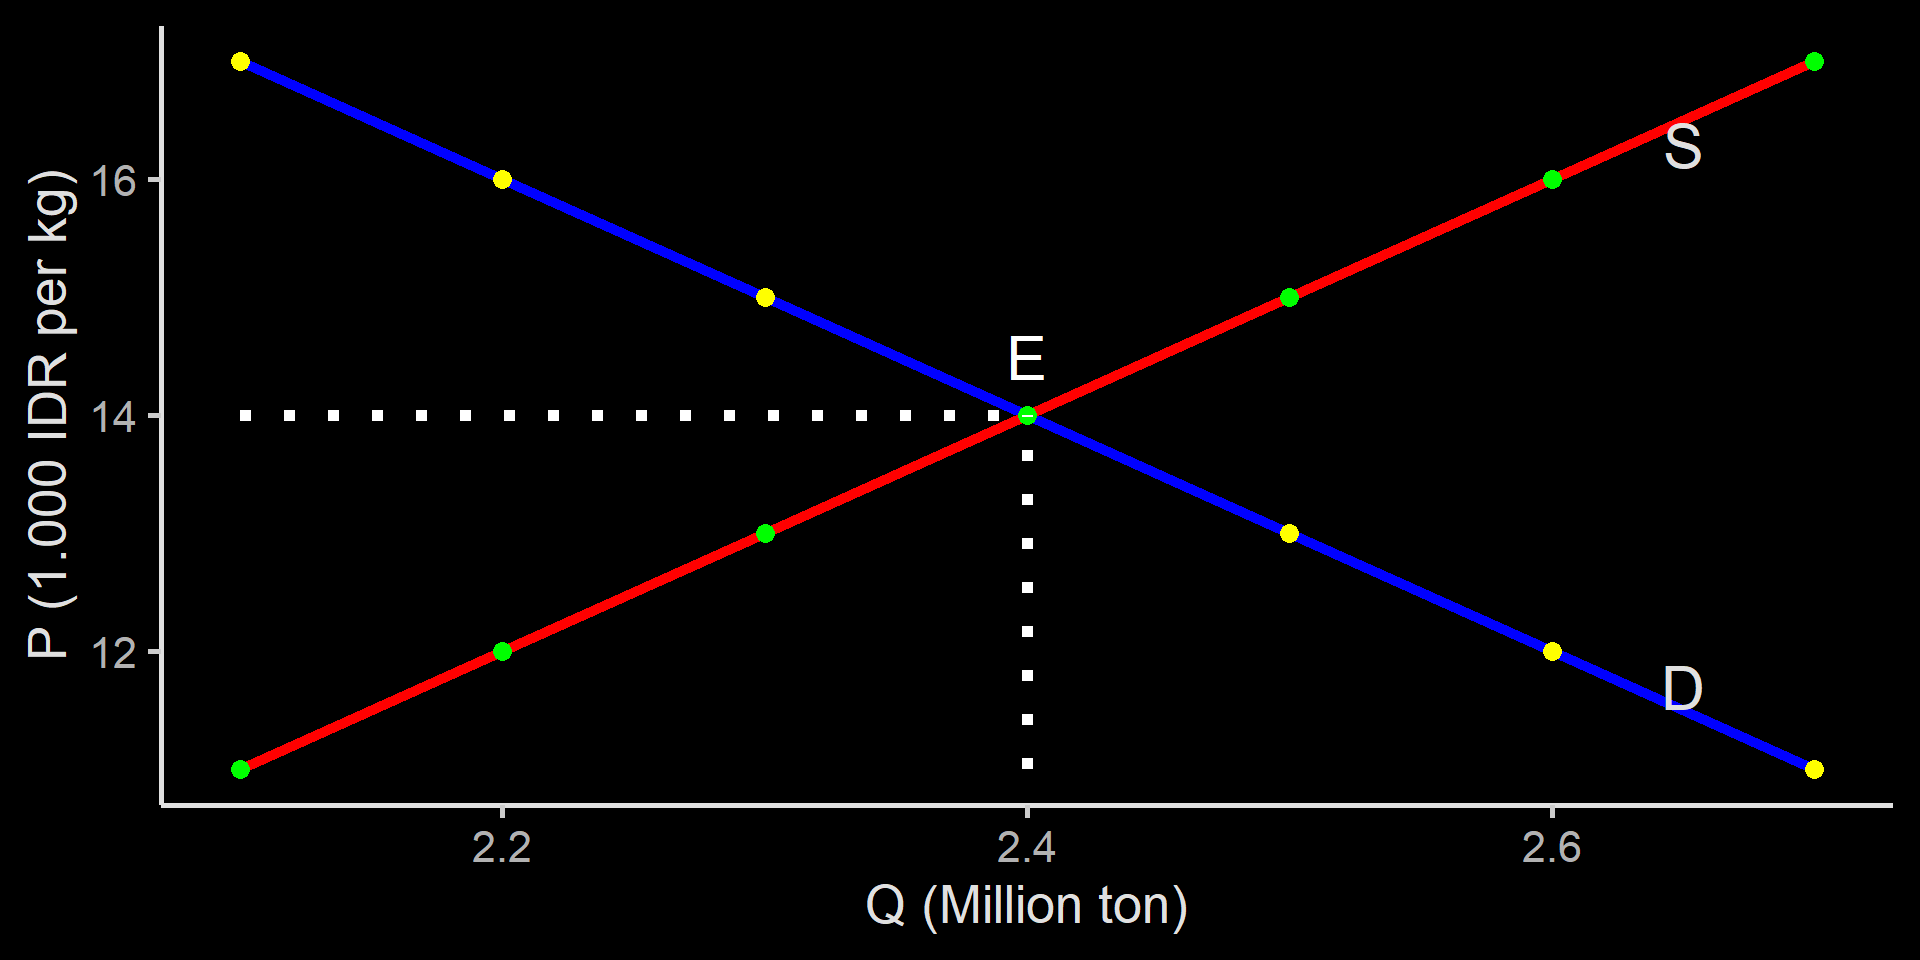 S
16
E
14
P (1.000 IDR per kg)
12
D
2.2
2.4
2.6
Q (Million ton)